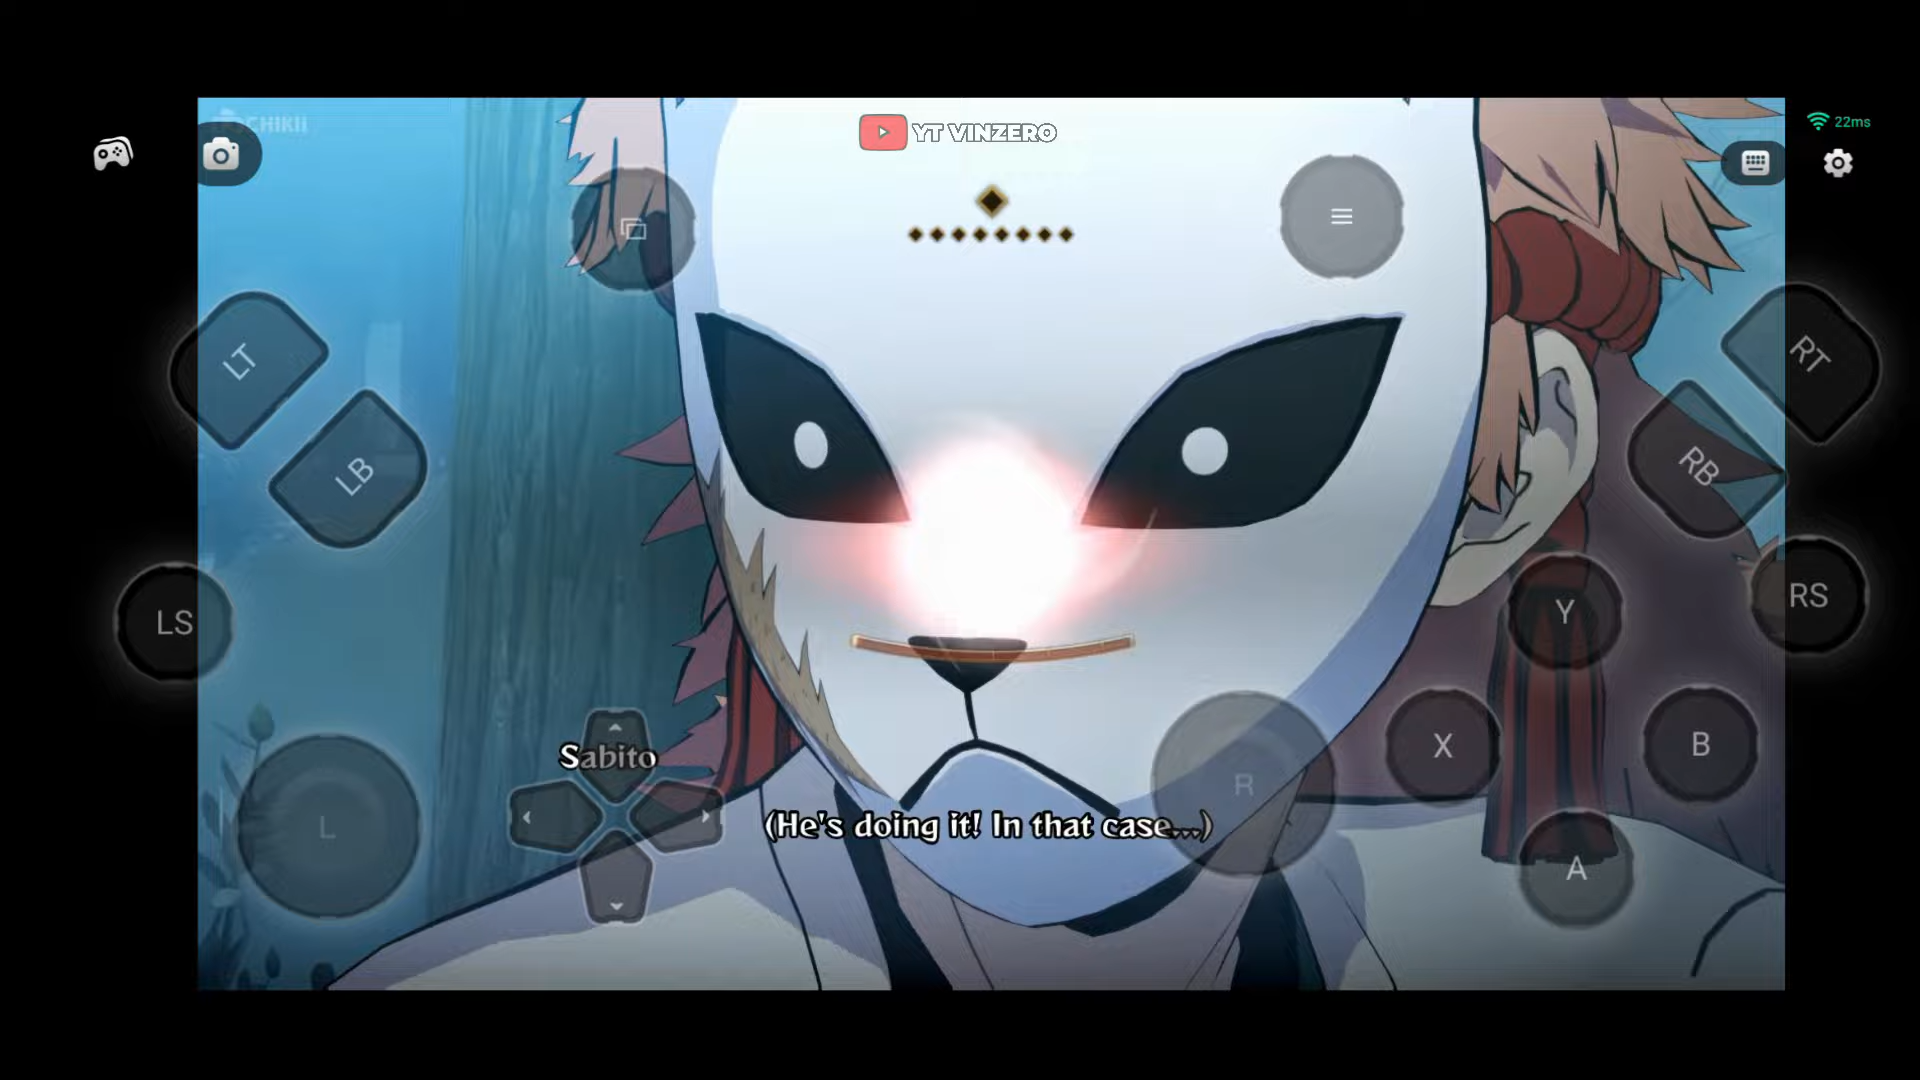 YT VINZERO
22ms
LT
RT
LB
RB
LS
RS
Y
X
B
A
L
R
Sabito
(He's doing it! In that case...)